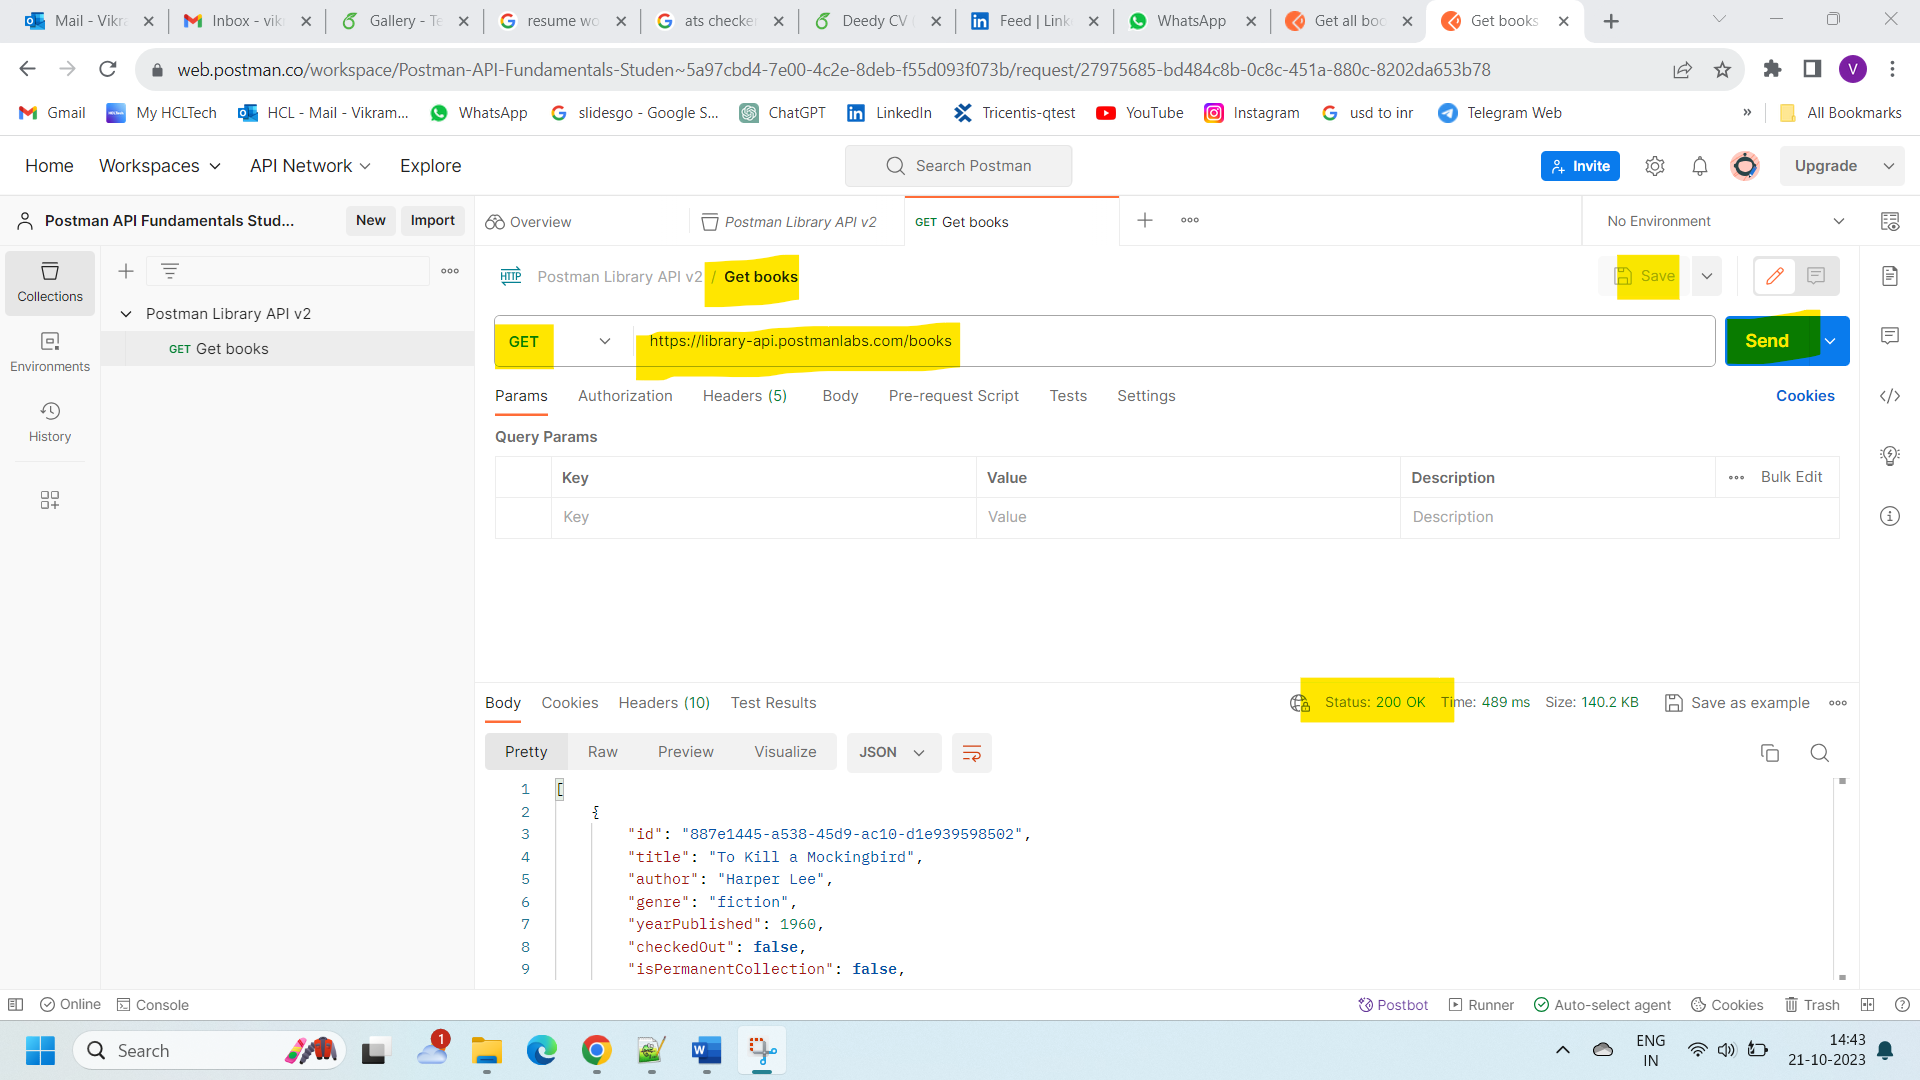 Mail - Vikra
Inbox - vik
Gallery - Te
resume wo
ats checke
Deedy CV (
Feed | Link
WhatsApp
Get all boo
Get books
web.postman.co/workspace/Postman-API-Fundamentals-Studen~5a97cbd4-7e00-4c2e-8deb-f55d093f073b/request/27975685-bd484c8b-0c8c-451a-880c-8202da653b78
V
Gmail
My HCLTech
HCL - Mail - Vikram...
WhatsApp
slidesgo - Google S...
ChatGPT
LinkedIn
Tricentis-qtest
YouTube
Instagram
usd to inr
Telegram Web
»
All Bookmarks
Home
Workspaces
API Network
Explore
Search Postman
Invite
Upgrade
Postman API Fundamentals Stud...
New
Import
Overview
Postman Library API v2
GET Get books
No Environment
Collections
Environments
History
Postman Library API v2
GET Get books
HTTP
Postman Library API v2 / Get books
Save
GET
https://library-api.postmanlabs.com/books
Send
Params
Authorization
Headers (5)
Body
Pre-request Script
Tests
Settings
Cookies
Query Params
Key
Value
Description
Bulk Edit
Key
Value
Description
Body
Cookies
Headers (10)
Test Results
Status: 200 OK
Time: 489 ms
Size: 140.2 KB
Save as example
Pretty
Raw
Preview
Visualize
JSON
1 [
2 {
3 "id": "887e1445-a538-45d9-ac10-d1e939598502",
4 "title": "To Kill a Mockingbird",
5 "author": "Harper Lee",
6 "genre": "fiction",
7 "yearPublished": 1960,
8 "checkedOut": false,
9 "isPermanentCollection": false,
Online
Console
Postbot
Runner
Auto-select agent
Cookies
Trash
Search
1
ENG
IN
14:43
21-10-2023